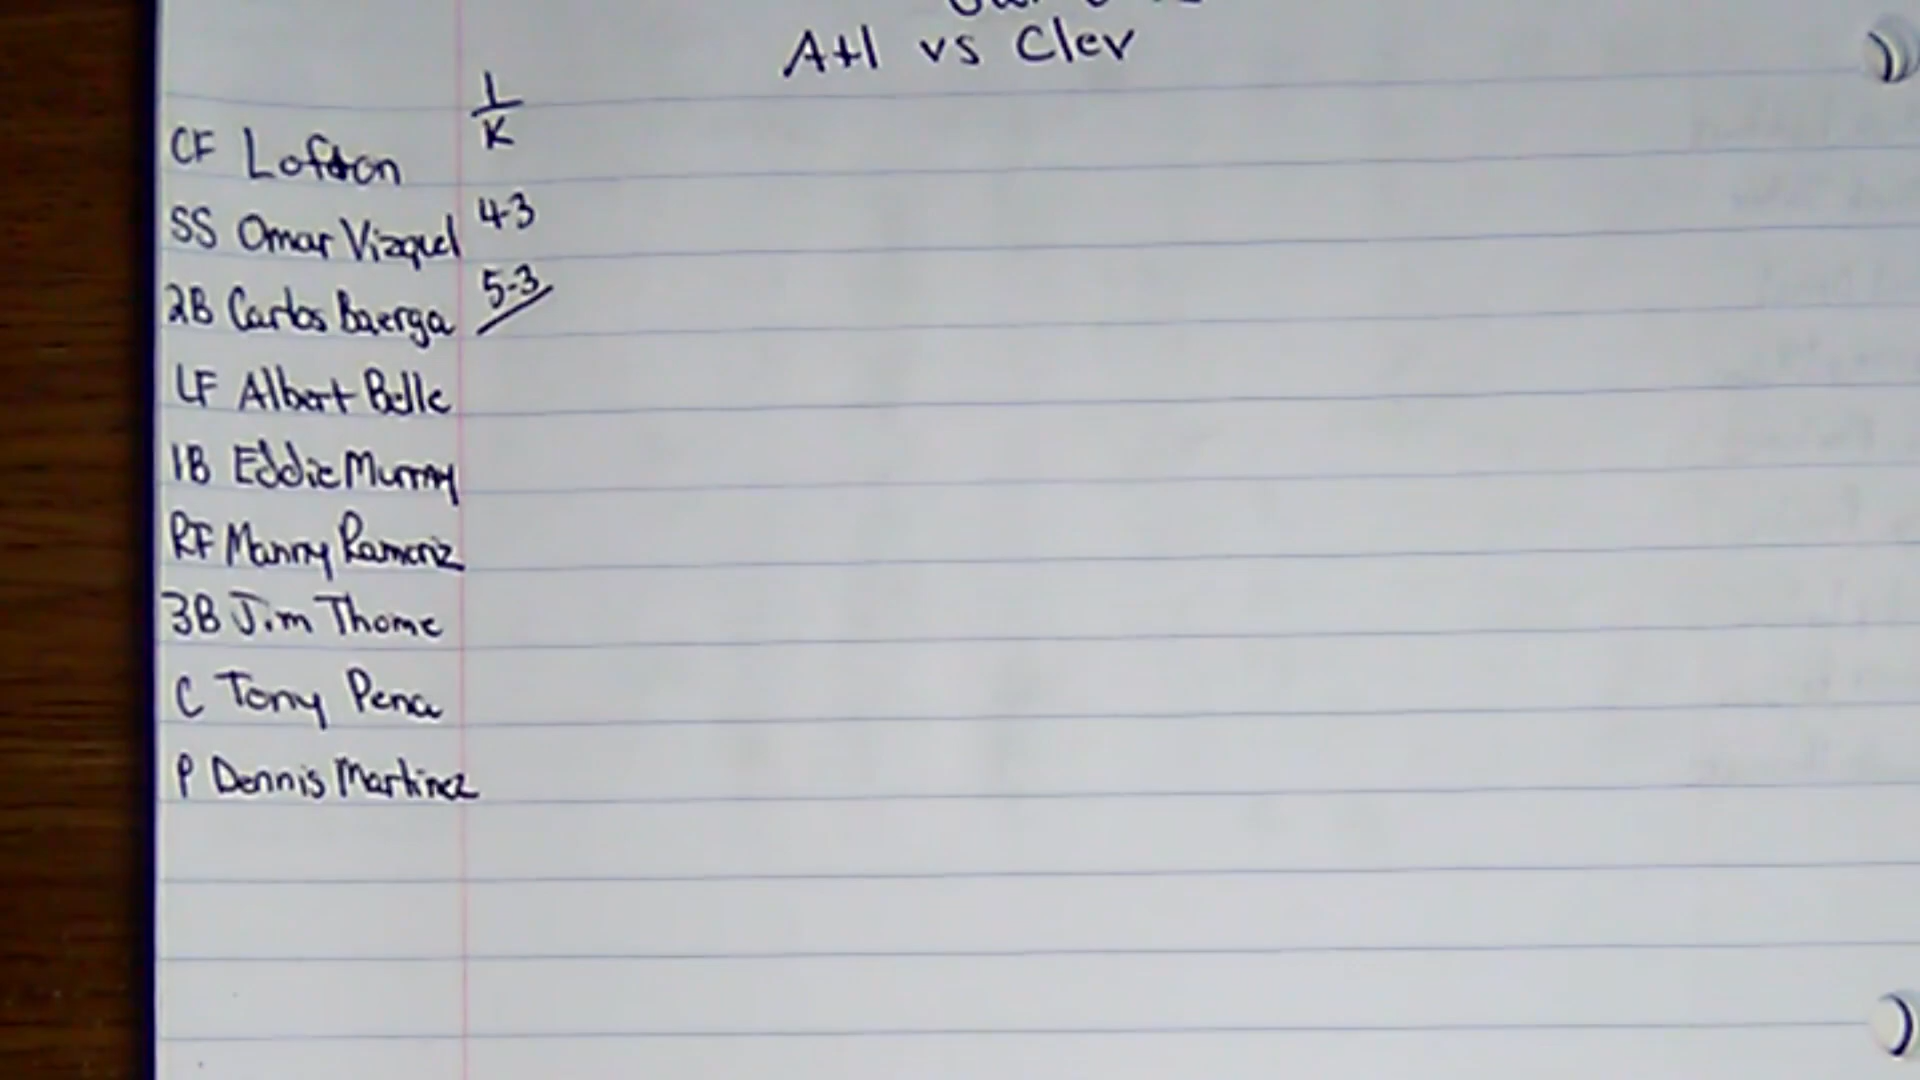 Atl vs Clev
1
CF Lofton K
SS Omar Vizquel 4-3
2B Carlos Baerga 5-3
LF Albert Belle
1B Eddie Murray
RF Manny Rameriz
3B Jim Thome
C Tony Pena
P Dennis Martinez